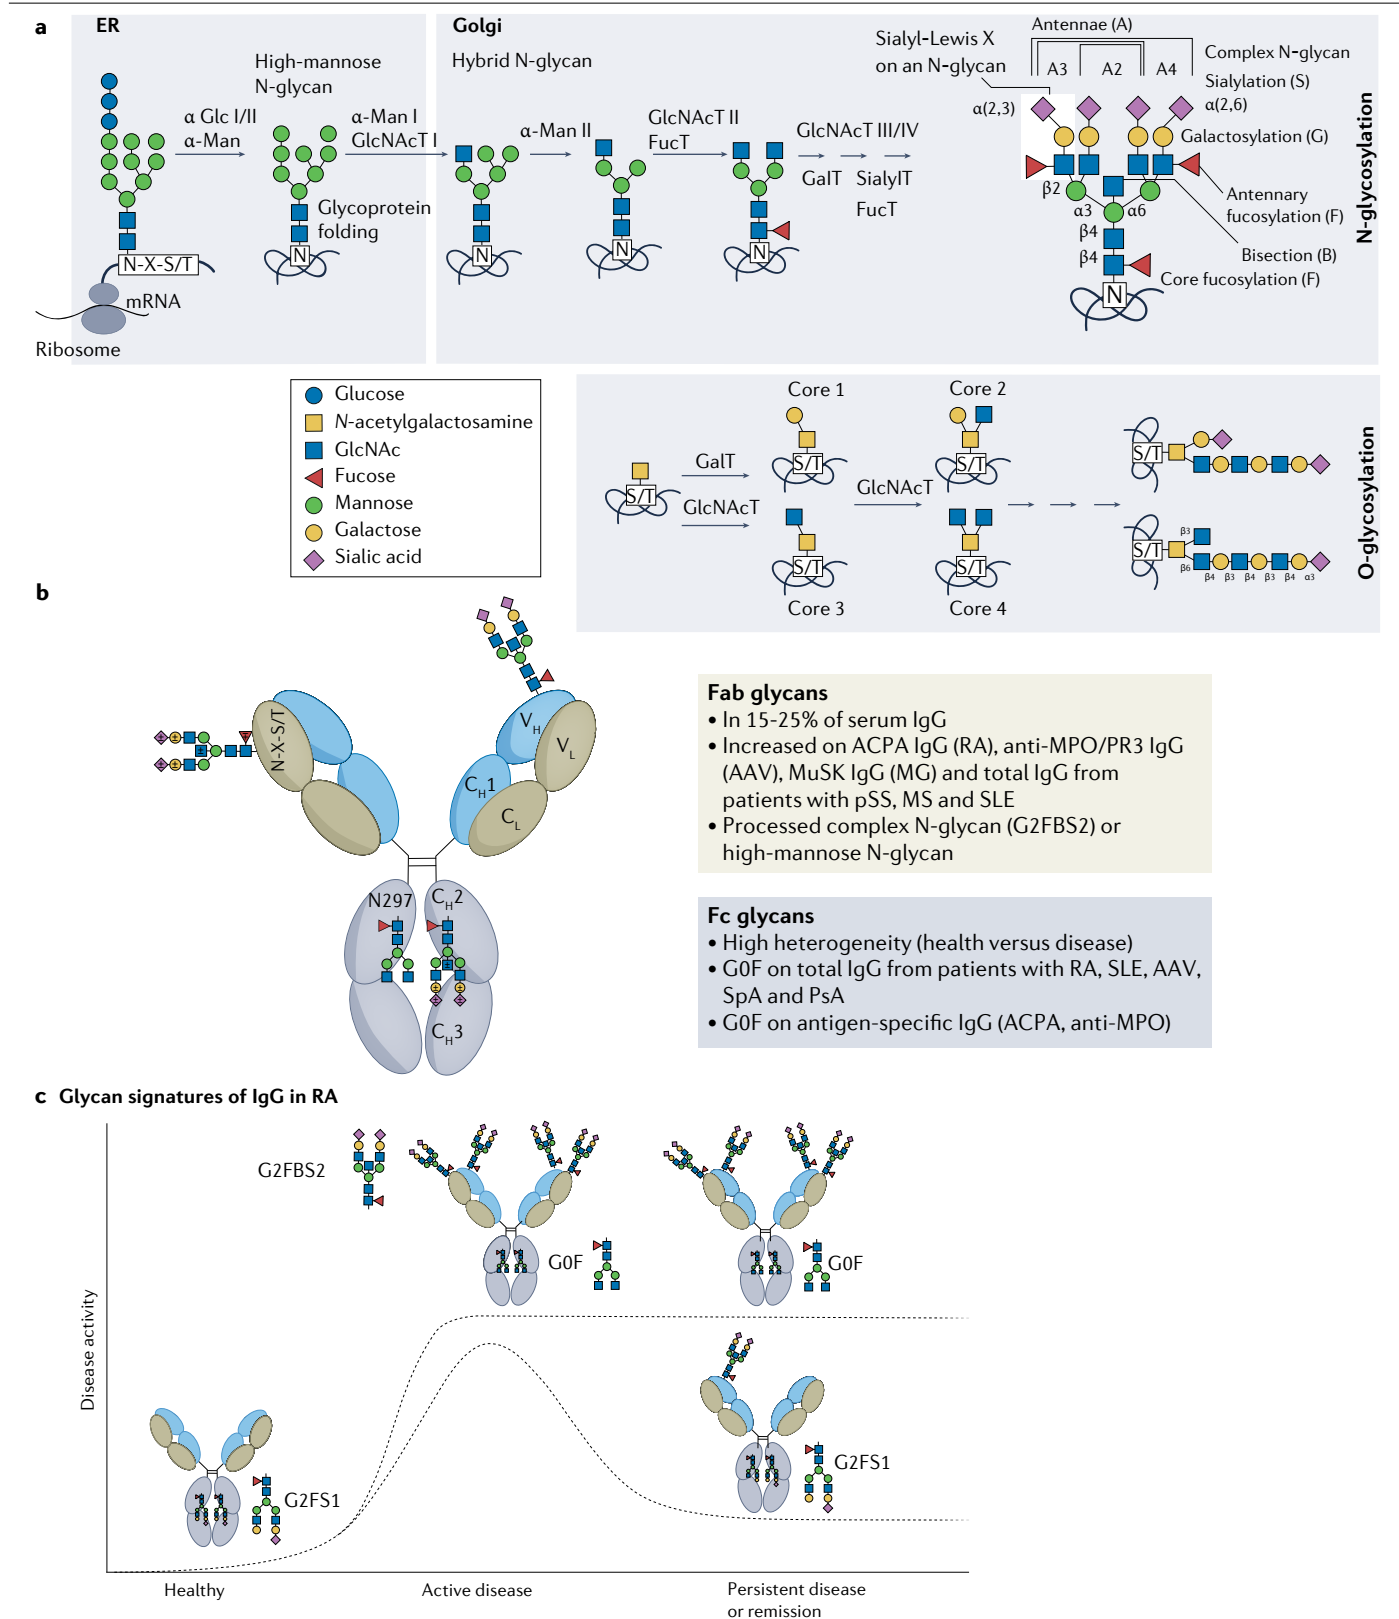 a
ER
Golgi
High-mannose
N-glycan
α Glc I/II
α-Man
α-Man I
GlcNAcT I
Glycoprotein
folding
N-X-S/T
N
mRNA
Ribosome
Hybrid N-glycan
α-Man II
GlcNAcT II
FucT
GlcNAcT III/IV
GalT
SialylT
FucT
N
N
N
Sialyl-Lewis X
on an N-glycan
Antennae (A)
A3
A2
A4
Complex N-glycan
Sialylation (S)
α(2,3)
α(2,6)
Galactosylation (G)
β2
α3
α6
β4
β4
Antennary
fucosylation (F)
Bisection (B)
Core fucosylation (F)
N
N-glycosylation
Glucose
N-acetylgalactosamine
GlcNAc
Fucose
Mannose
Galactose
Sialic acid
S/T
GalT
GlcNAcT
Core 1
S/T
S/T
Core 3
GlcNAcT
Core 2
S/T
S/T
Core 4
S/T
S/T
β3
β6
β4
β3
β4
β3
β4
α3
O-glycosylation
b
N-X-S/T
±
±
±
±
±
±
VH
VL
CH1
CL
N297
CH2
±
±
±
±
±
CH3
Fab glycans
• In 15-25% of serum IgG
• Increased on ACPA IgG (RA), anti-MPO/PR3 IgG
(AAV), MuSK IgG (MG) and total IgG from
patients with pSS, MS and SLE
• Processed complex N-glycan (G2FBS2) or
high-mannose N-glycan
Fc glycans
• High heterogeneity (health versus disease)
• G0F on total IgG from patients with RA, SLE, AAV,
SpA and PsA
• G0F on antigen-specific IgG (ACPA, anti-MPO)
c Glycan signatures of IgG in RA
Disease activity
G2FBS2
G0F
G0F
G2FS1
G2FS1
Healthy
Active disease
Persistent disease
or remission